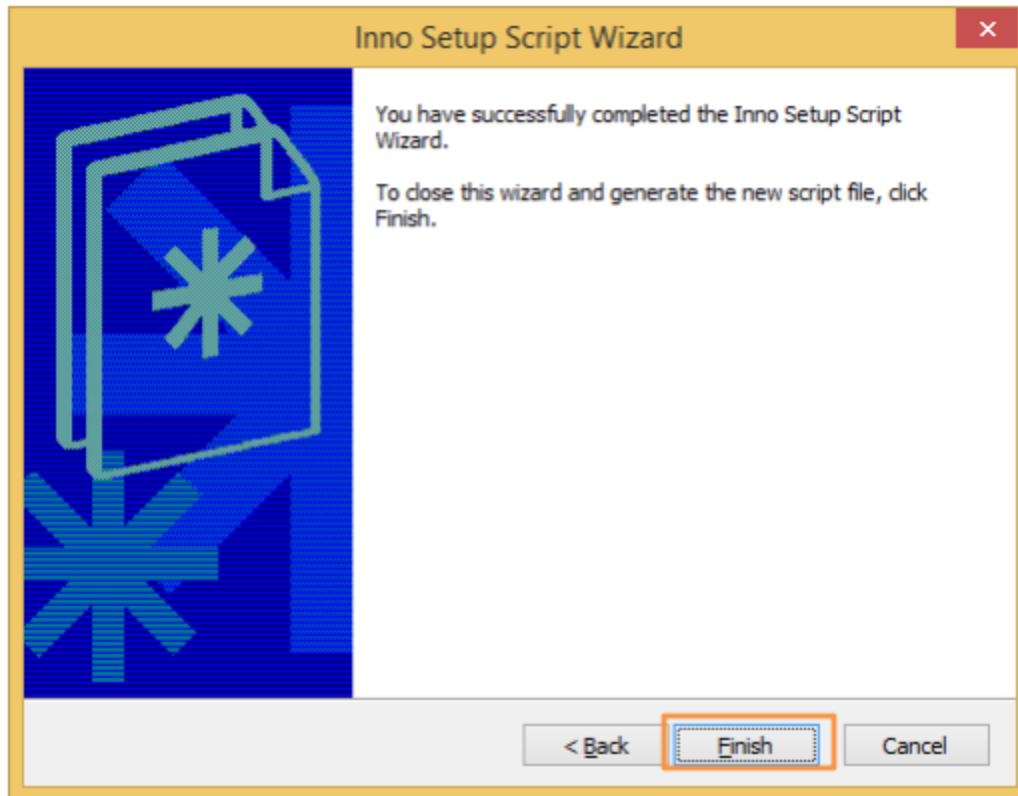 Inno Setup Script Wizard
×
You have successfully completed the Inno Setup Script
Wizard.
To close this wizard and generate the new script file, click
Finish.
< Back
Finish
Cancel